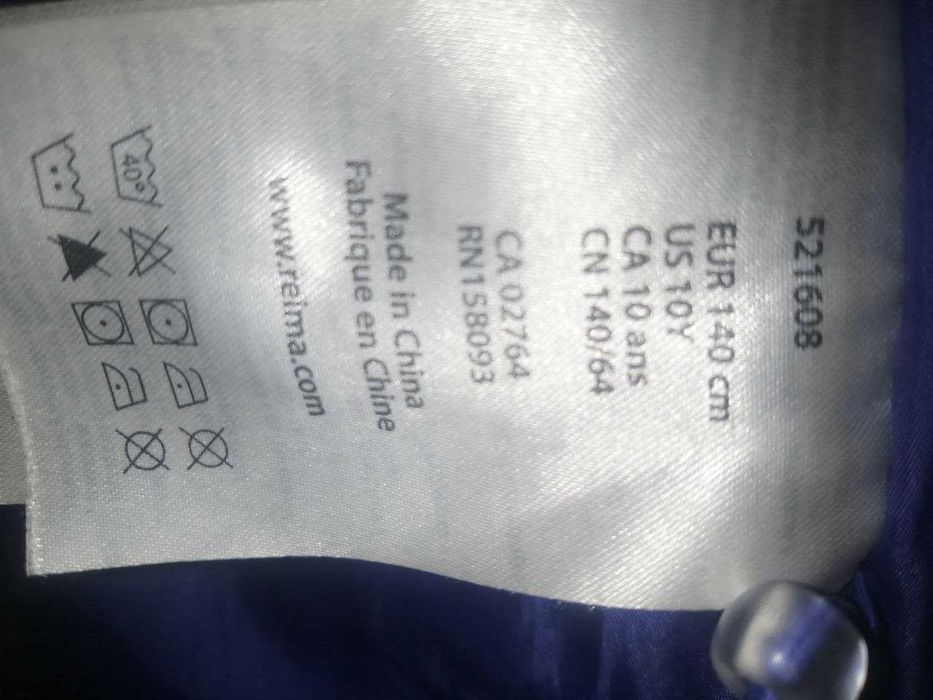 521608
EUR 140 cm
US 10Y
CA 10 ans
CN 140/64
CA 02764
RN158093
Made in China
Fabriqué en Chine
www.reima.com
40°